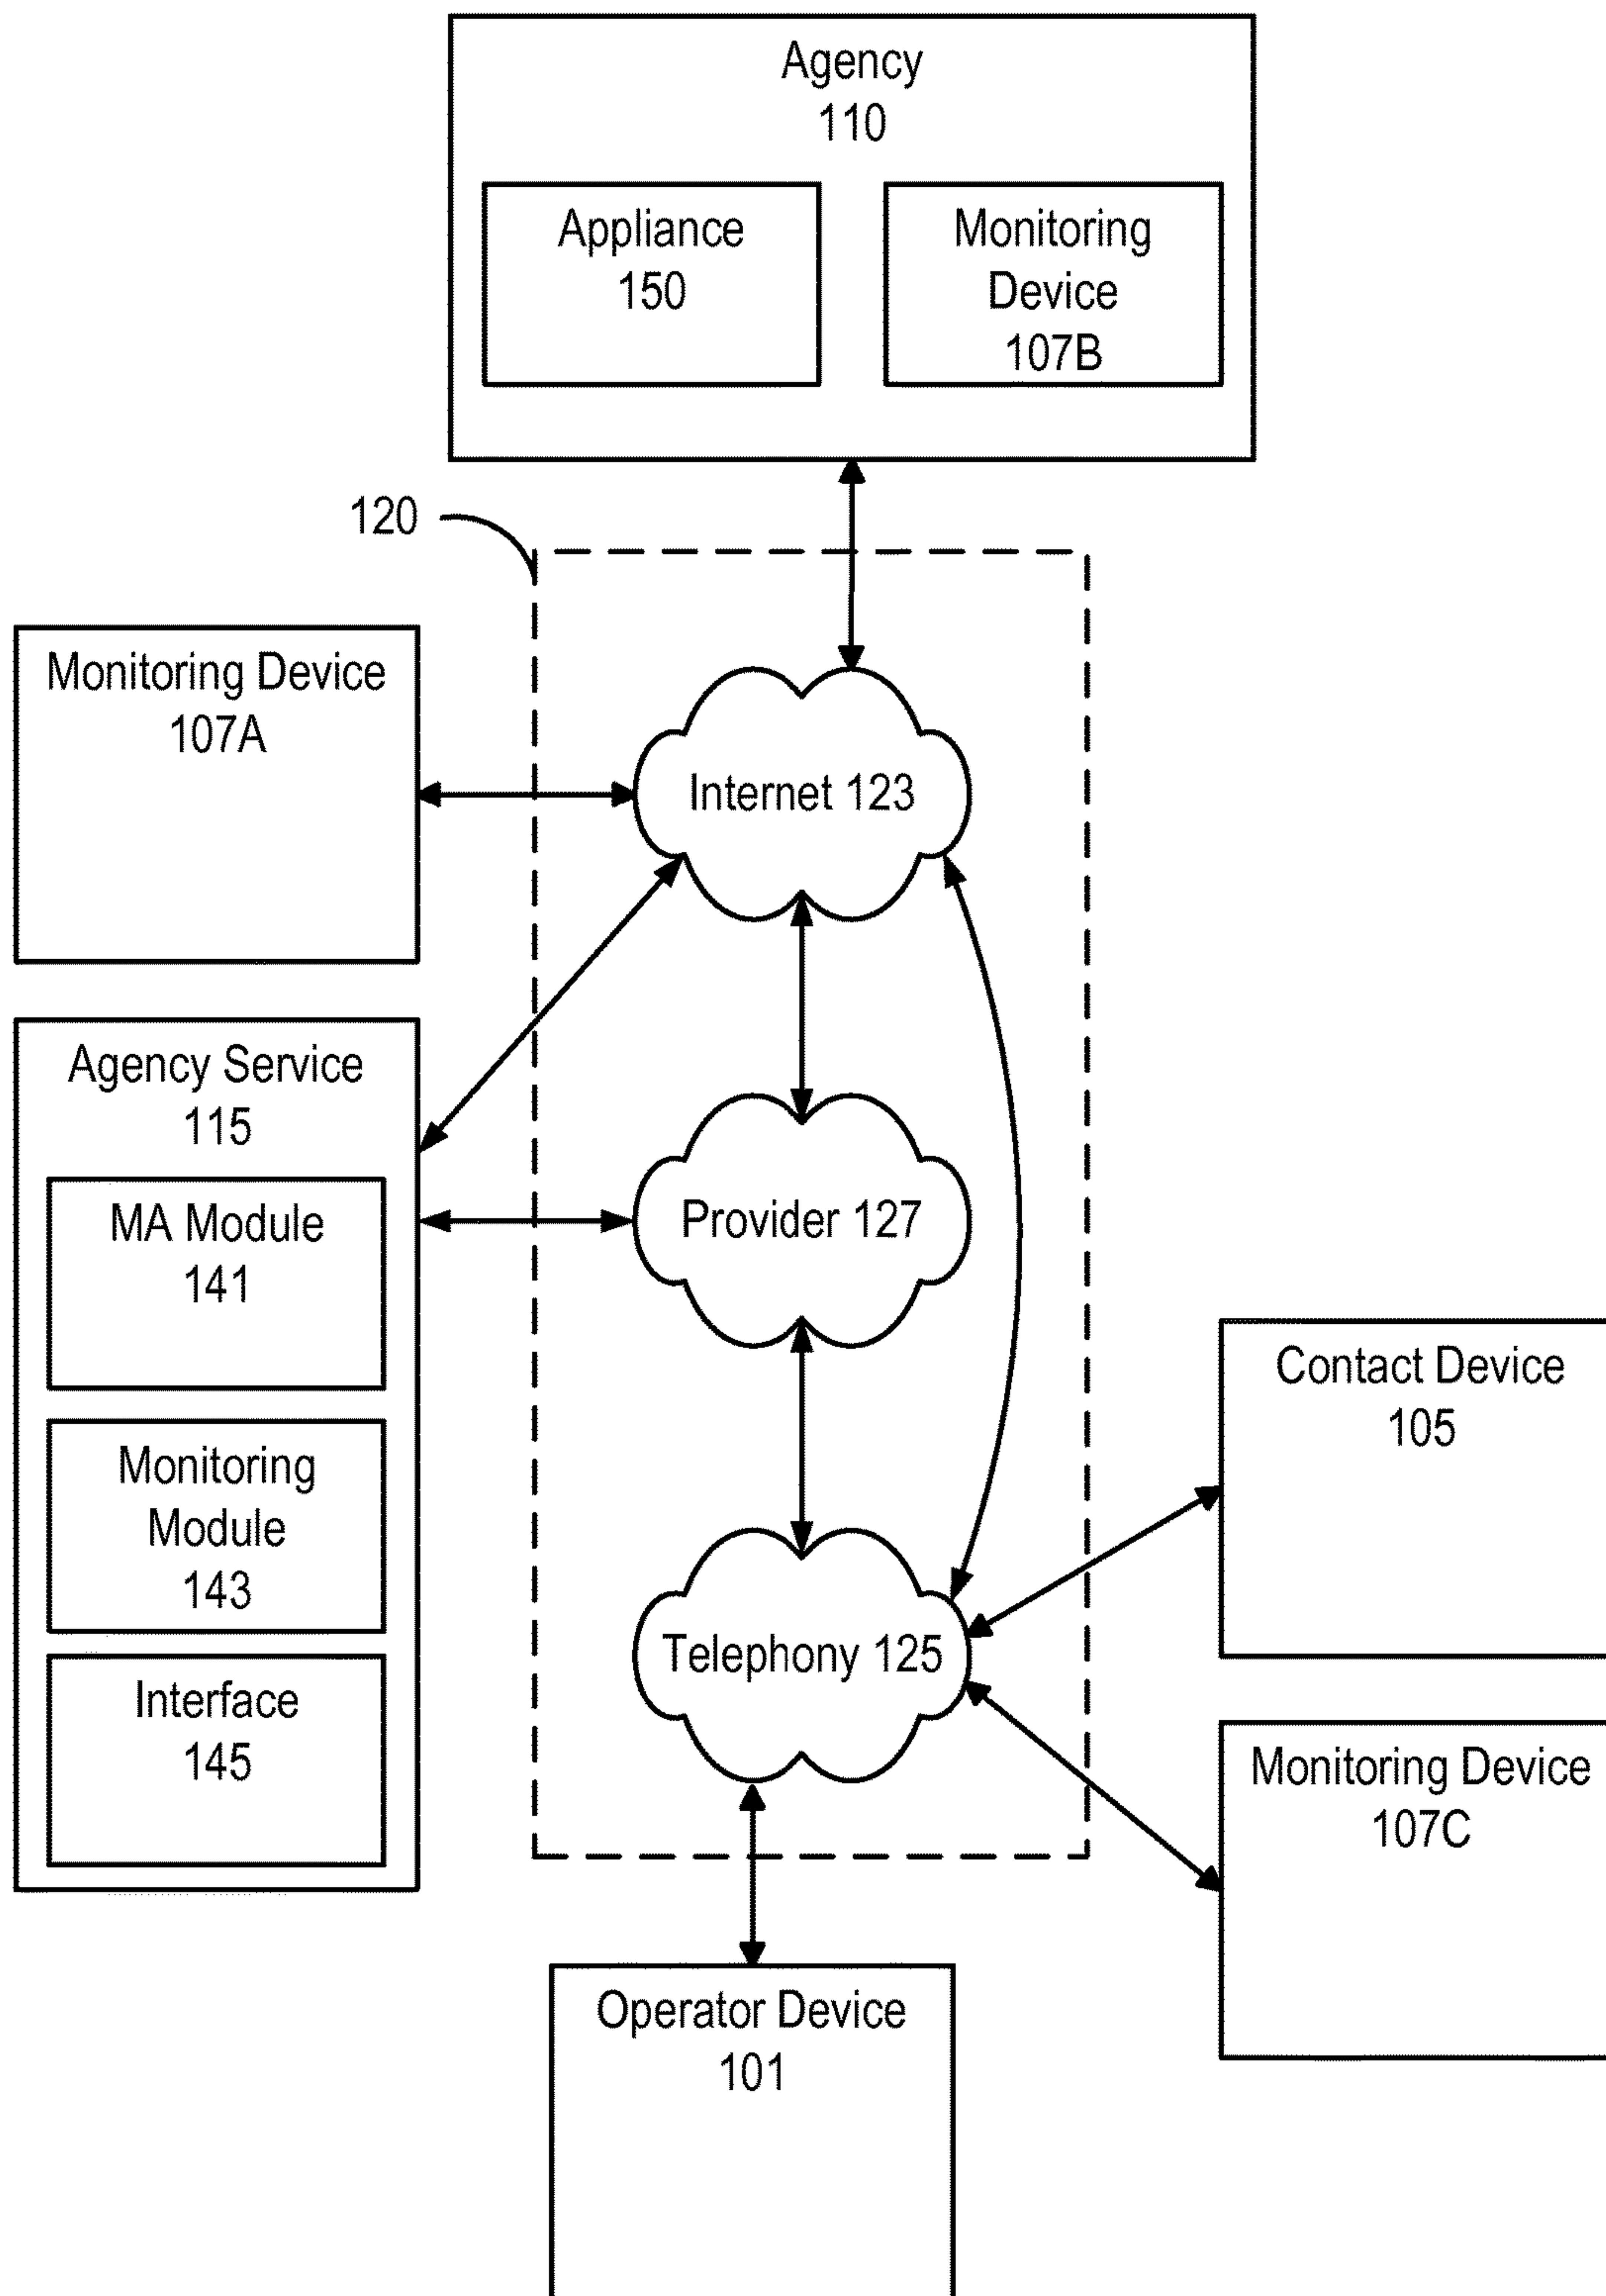 Agency
110
Appliance
150
Monitoring
Device
107B
120
Monitoring Device
107A
Internet 123
Agency Service
115
MA Module
141
Provider 127
Monitoring
Module
143
Contact Device
105
Interface
145
Telephony 125
Monitoring Device
107C
Operator Device
101